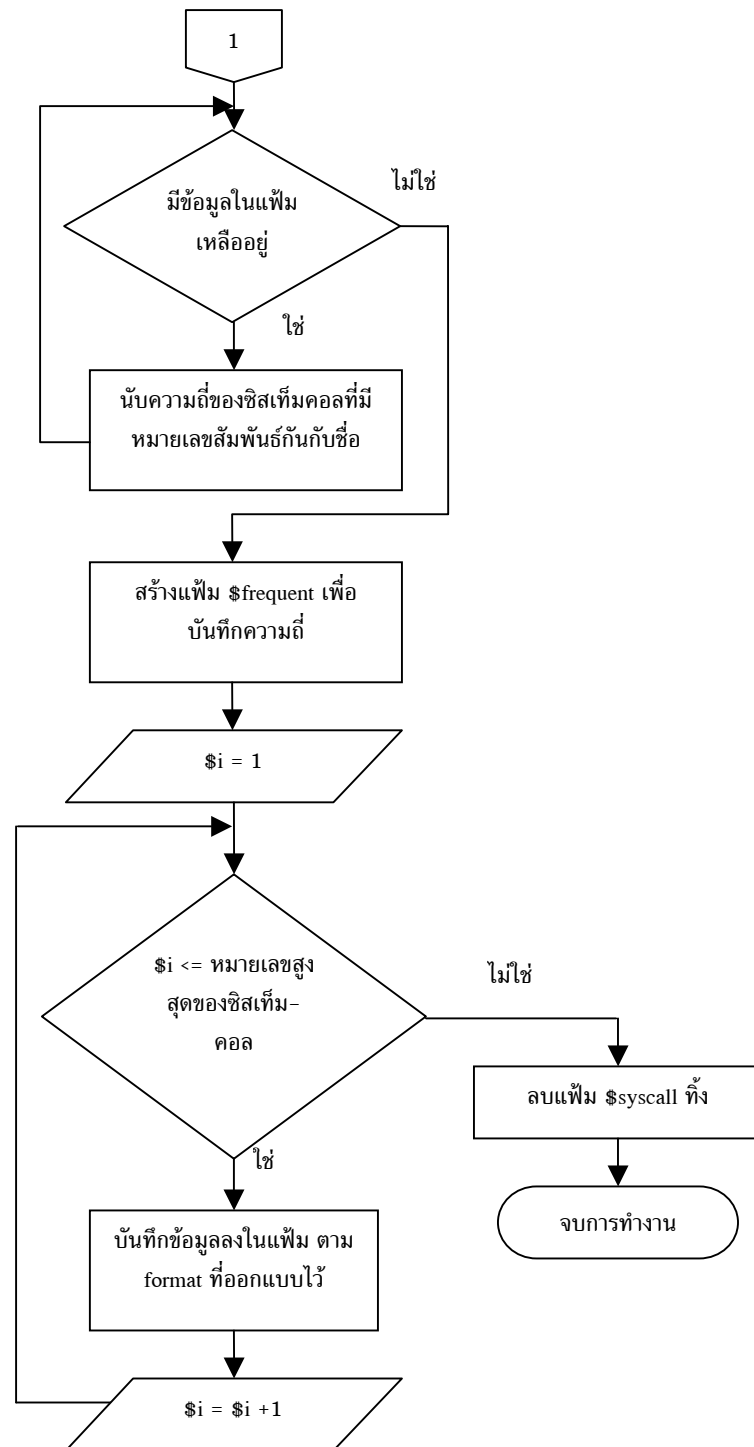 1
ไม่ใช่
มีข้อมูลในแฟ้ม
เหลืออยู่
ใช่
นับความถี่ของซิสเท็มคอลที่มี
หมายเลขสัมพันธ์กันกับชื่อ
สร้างแฟ้ม $frequent เพื่อ
บันทึกความถี่
$i = 1
$i <= หมายเลขสูง
สุดของซิสเท็ม-
คอล
ไม่ใช่
ลบแฟ้ม $syscall ทิ้ง
ใช่
จบการทำงาน
บันทึกข้อมูลลงในแฟ้ม ตาม
format ที่ออกแบบไว้
$i = $i +1